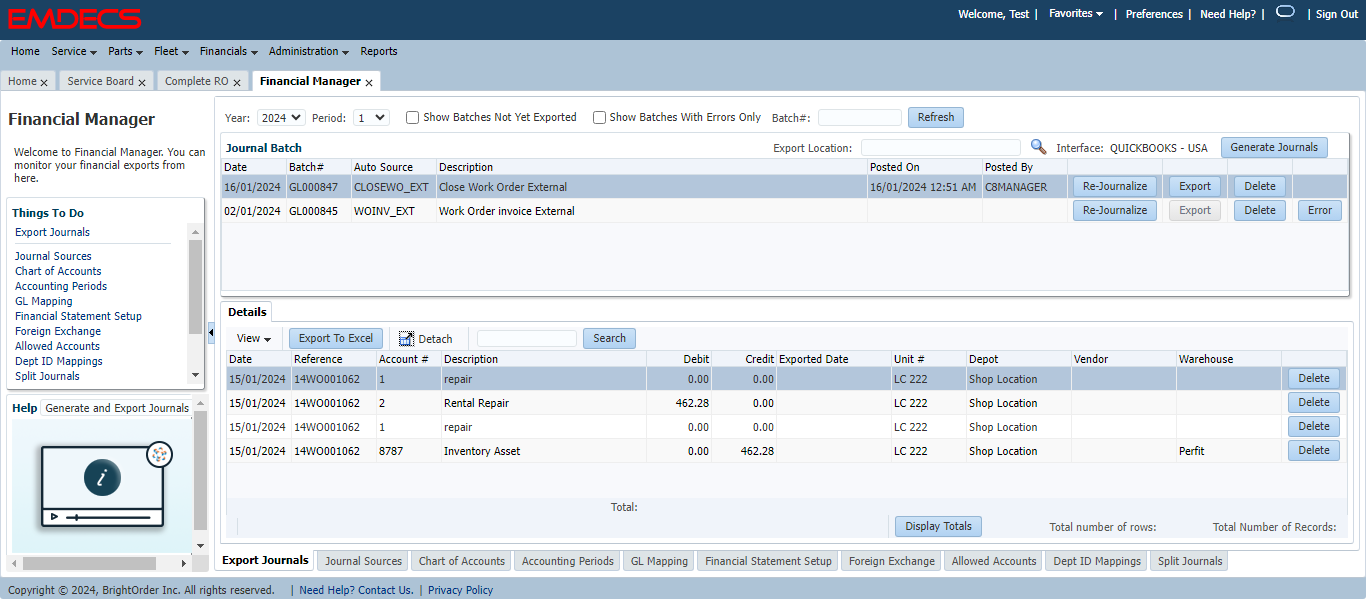 EMDECS
Welcome, Test | Favorites | Preferences | Need Help? | | Sign Out
Home Service Parts Fleet Financials Administration Reports
Home x Service Board x Complete RO x Financial Manager x
Financial Manager
Welcome to Financial Manager. You can
monitor your financial exports from
here.
Things To Do
Export Journals
Journal Sources
Chart of Accounts
Accounting Periods
GL Mapping
Financial Statement Setup
Foreign Exchange
Allowed Accounts
Dept ID Mappings
Split Journals
Help Generate and Export Journals
i
Year: 2024 Period: 1 Show Batches Not Yet Exported Show Batches With Errors Only Batch#: Refresh
Journal Batch Export Location: Interface: QUICKBOOKS - USA Generate Journals
Date Batch# Auto Source Description Posted On Posted By
16/01/2024 GL000847 CLOSEWO_EXT Close Work Order External 16/01/2024 12:51 AM C8MANAGER Re-Journalize Export Delete
02/01/2024 GL000845 WOINV_EXT Work Order invoice External Re-Journalize Export Delete Error
Details
View Export To Excel Detach Search
Date Reference Account # Description Debit Credit Exported Date Unit # Depot Vendor Warehouse
15/01/2024 14WO001062 1 repair 0.00 0.00 LC 222 Shop Location Delete
15/01/2024 14WO001062 2 Rental Repair 462.28 0.00 LC 222 Shop Location Delete
15/01/2024 14WO001062 1 repair 0.00 0.00 LC 222 Shop Location Delete
15/01/2024 14WO001062 8787 Inventory Asset 0.00 462.28 LC 222 Shop Location Perfit Delete
Total:
Display Totals Total number of rows: Total Number of Records:
Export Journals Journal Sources Chart of Accounts Accounting Periods GL Mapping Financial Statement Setup Foreign Exchange Allowed Accounts Dept ID Mappings Split Journals
Copyright © 2024, BrightOrder Inc. All rights reserved. | Need Help? Contact Us. | Privacy Policy